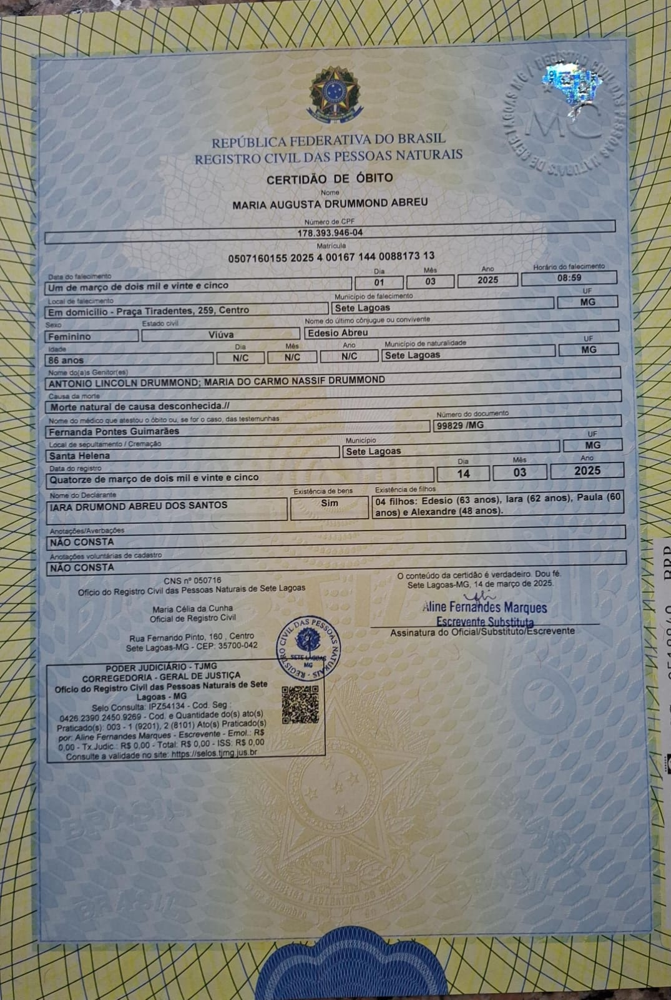 REGISTRO CIVIL DAS PESSOAS NATURAIS DE SETE LAGOAS MG /
MC
REPÚBLICA FEDERATIVA DO BRASIL
REGISTRO CIVIL DAS PESSOAS NATURAIS
CERTIDÃO DE ÓBITO
Nome
MARIA AUGUSTA DRUMMOND ABREU
Número de CPF
178.393.946-04
Matrícula
0507160155 2025 4 00167 144 0088173 13
Data do falecimento Dia Mês Ano Horário do falecimento
Um de março de dois mil e vinte e cinco 01 03 2025 08:59
Local de falecimento Município de falecimento UF
Em domicílio - Praça Tiradentes, 259, Centro Sete Lagoas MG
Sexo Estado civil Nome do último cônjugue ou convivente
Feminino Viúva Edesio Abreu
Idade Dia Mês Ano Município de naturalidade UF
86 anos N/C N/C N/C Sete Lagoas MG
Nome do(a)s Genitor(es)
ANTONIO LINCOLN DRUMMOND; MARIA DO CARMO NASSIF DRUMMOND
Causa da morte
Morte natural de causa desconhecida.//
Nome do médico que atestou o óbito ou, se for o caso, das testemunhas Número do documento
Fernanda Pontes Guimarães 99829 /MG
Local de sepultamento / Cremação Município UF
Santa Helena Sete Lagoas MG
Data do registro Dia Mês Ano
Quatorze de março de dois mil e vinte e cinco 14 03 2025
Nome do Declarante Existência de bens Existência de filhos
IARA DRUMOND ABREU DOS SANTOS Sim 04 filhos: Edesio (63 anos), Iara (62 anos), Paula (60
anos) e Alexandre (48 anos).
Anotações/Averbações
NÃO CONSTA
Anotações voluntárias de cadastro
NÃO CONSTA
CNS nº 050716
Ofício do Registro Civil das Pessoas Naturais de Sete Lagoas
Maria Célia da Cunha
Oficial de Registro Civil
Rua Fernando Pinto, 160 , Centro
Sete Lagoas-MG - CEP: 35700-042
O conteúdo da certidão é verdadeiro. Dou fé.
Sete Lagoas-MG, 14 de março de 2025.
Aline Fernandes Marques
Escrevente Substituta
Assinatura do Oficial/Substituto/Escrevente
REGISTRO CIVIL DAS PESSOAS NATURAIS
SETE LAGOAS
MG
PODER JUDICIÁRIO - TJMG
CORREGEDORIA - GERAL DE JUSTIÇA
Ofício do Registro Civil das Pessoas Naturais de Sete
Lagoas - MG
Selo Consulta: IPZ54134 - Cod. Seg :
0426.2390.2450.9269 - Cod. e Quantidade do(s) ato(s)
Praticado(s): 003 - 1 (9201), 2 (8101) Ato(s) Praticado(s)
por: Aline Fernandes Marques - Escrevente - Emol.: R$
0,00 - Tx.Judic.: R$ 0,00 - Total: R$ 0,00 - ISS: R$ 0,00
Consulte a validade no site: https://selos.tjmg.jus.br
BRASIL
BRASIL
BRASIL
BRP